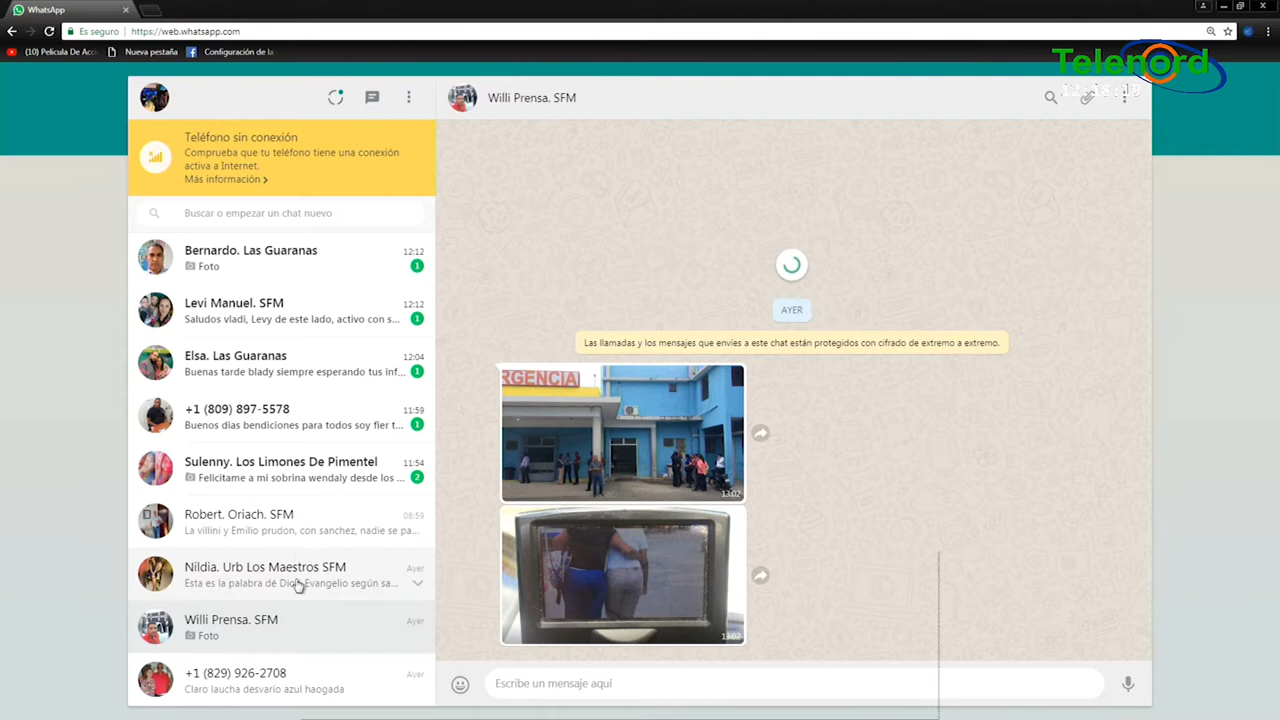 WhatsApp
Es seguro https://web.whatsapp.com
(10) Pelicula De Acci Nueva pestaña Configuración de la
Telenord
Willi Prensa. SFM
Teléfono sin conexión
Comprueba que tu teléfono tiene una conexión
activa a Internet.
Más información
Buscar o empezar un chat nuevo
Bernardo. Las Guaranas 12:12
Foto 1
Levi Manuel. SFM 12:12
Saludos vladi, Levy de este lado, activo con s... 1
Elsa. Las Guaranas 12:04
Buenas tarde blady siempre esperando tus inf... 1
+1 (809) 897-5578 11:59
Buenos dias bendiciones para todos soy fier t... 1
Sulenny. Los Limones De Pimentel 11:54
Felicitame a mi sobrina wendaly desde los ... 2
Robert. Oriach. SFM 08:59
La villini y Emilio prudon, con sanchez, nadie se pa...
Nildia. Urb Los Maestros SFM Ayer
Esta es la palabra dé Dios Evangelio según sa...
Willi Prensa. SFM Ayer
Foto
+1 (829) 926-2708 Ayer
Claro laucha desvarío azul haogada
AYER
Las llamadas y los mensajes que envíes a este chat están protegidos con cifrado de extremo a extremo.
RGENCIA
13:02
13:02
Escribe un mensaje aquí